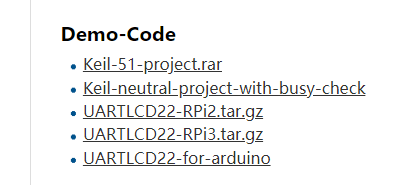 Demo-Code
Keil-51-project.rar
Keil-neutral-project-with-busy-check
UARTLCD22-RPi2.tar.gz
UARTLCD22-RPi3.tar.gz
UARTLCD22-for-arduino